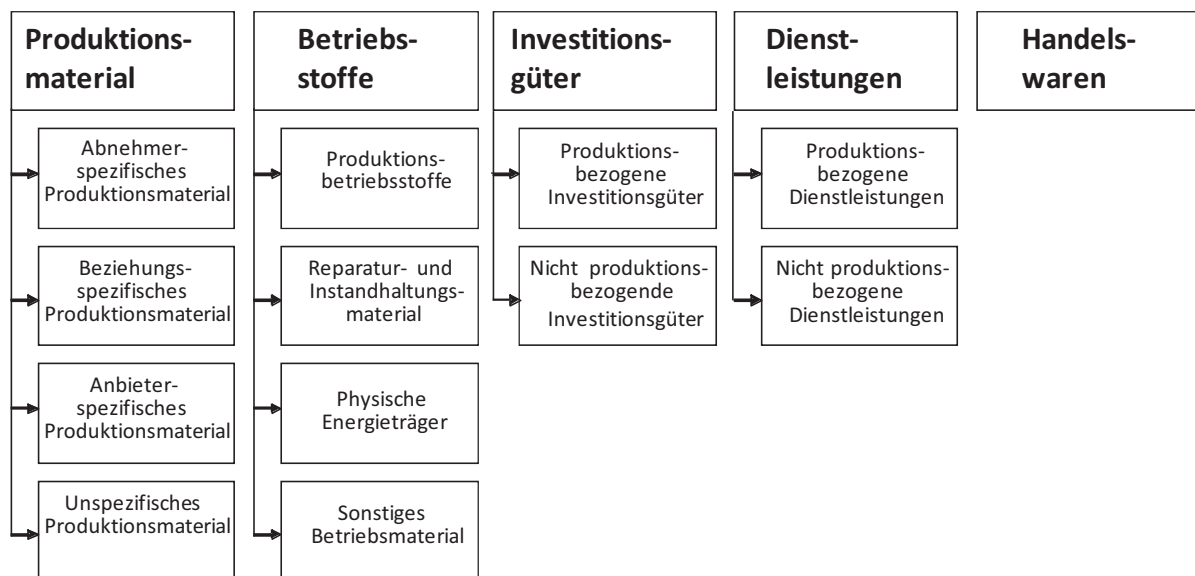 Produktions-
material
Abnehmer-
spezifisches
Produktionsmaterial
Beziehungs-
spezifisches
Produktionsmaterial
Anbieter-
spezifisches
Produktionsmaterial
Unspezifisches
Produktionsmaterial
Betriebs-
stoffe
Produktions-
betriebsstoffe
Reparatur- und
Instandhaltungs-
material
Physische
Energieträger
Sonstiges
Betriebsmaterial
Investitions-
güter
Produktions-
bezogene
Investitionsgüter
Nicht produktions-
bezogende
Investitionsgüter
Dienst-
leistungen
Produktions-
bezogene
Dienstleistungen
Nicht produktions-
bezogene
Dienstleistungen
Handels-
waren